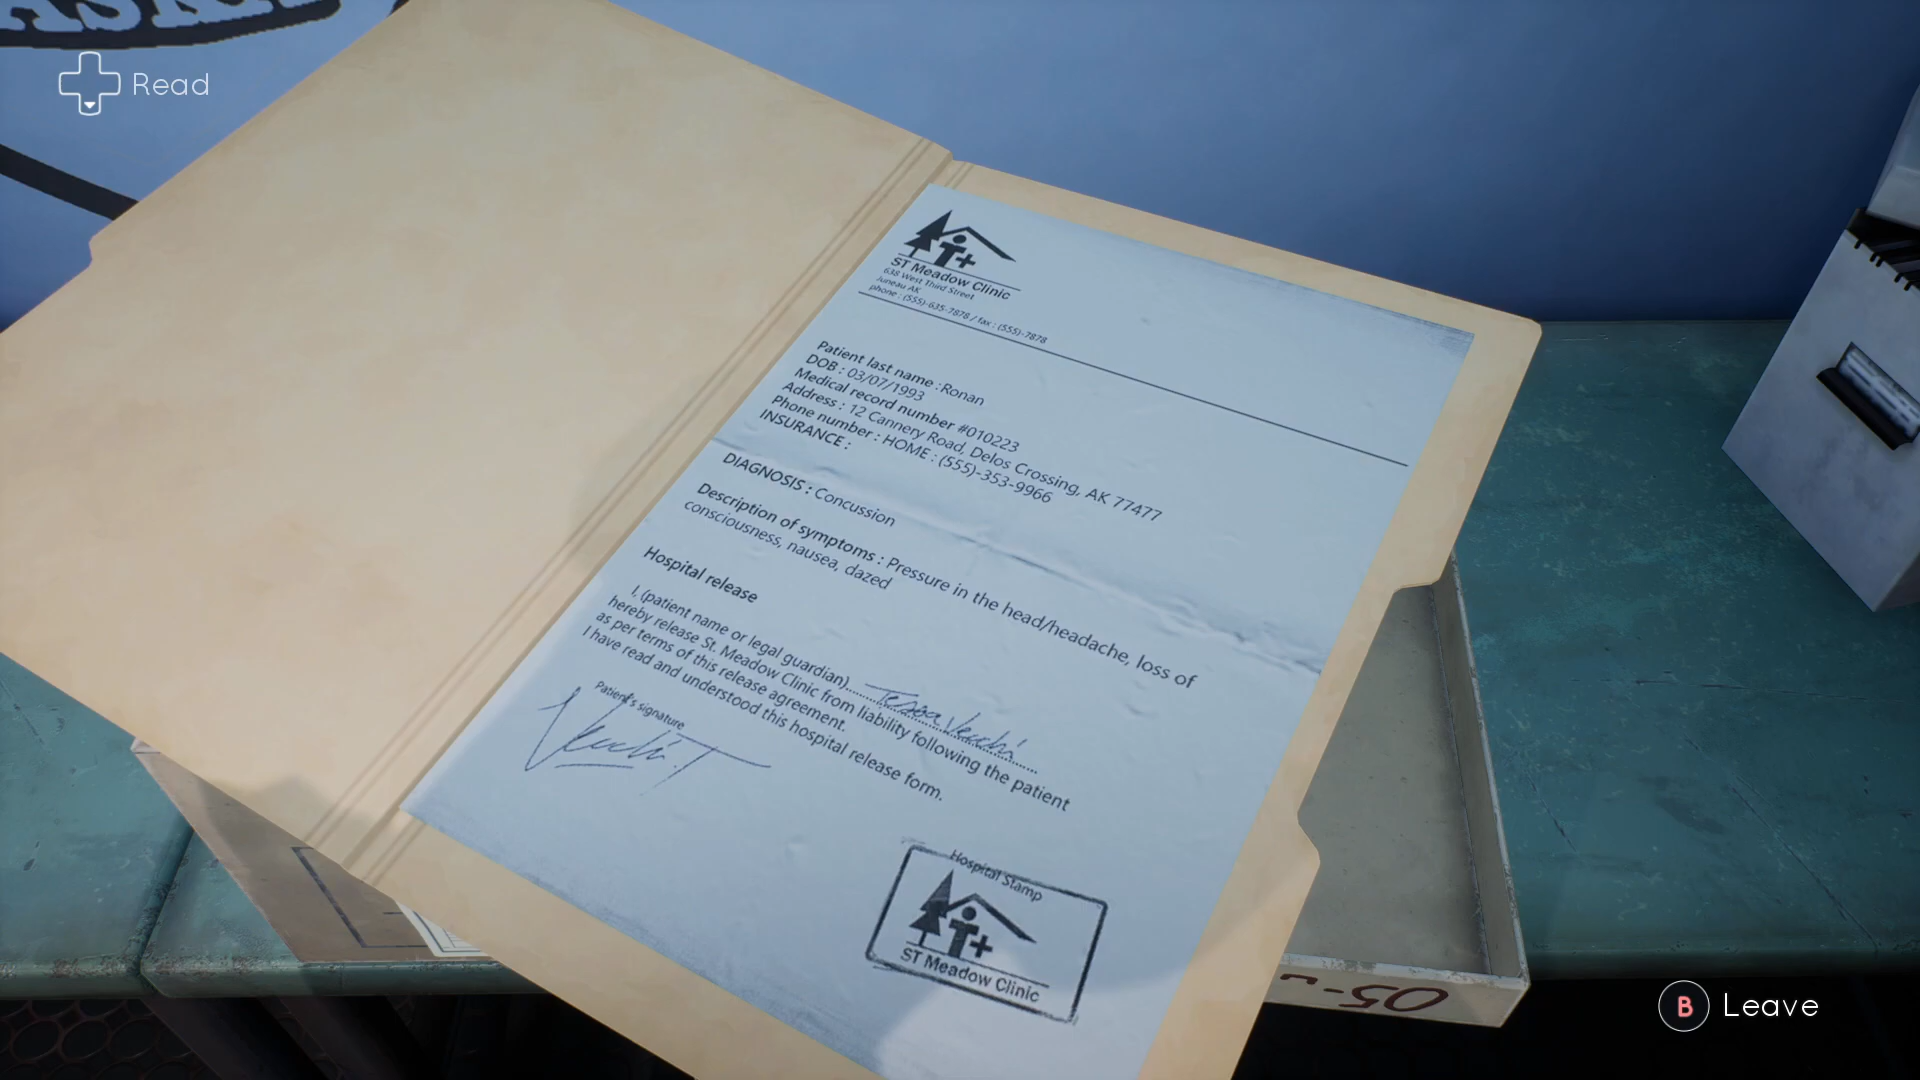 Read
ST Meadow Clinic
638 West Third Street
Juneau AK
phone : (555)-635-7878 / fax : (555)-7878
Patient last name : Ronan
DOB : 03/07/1993
Medical record number #010223
Address : 12 Cannery Road, Delos Crossing, AK 77477
Phone number : HOME : (555)-353-9966
INSURANCE :
DIAGNOSIS : Concussion
Description of symptoms : Pressure in the head/headache, loss of
consciousness, nausea, dazed
Hospital release
I, (patient name or legal guardian)..... Tessa Vecchi .....
hereby release St. Meadow Clinic from liability following the patient
as per terms of this release agreement.
I have read and understood this hospital release form.
Patient's signature
Vecchi T
Hospital Stamp
ST Meadow Clinic
B Leave